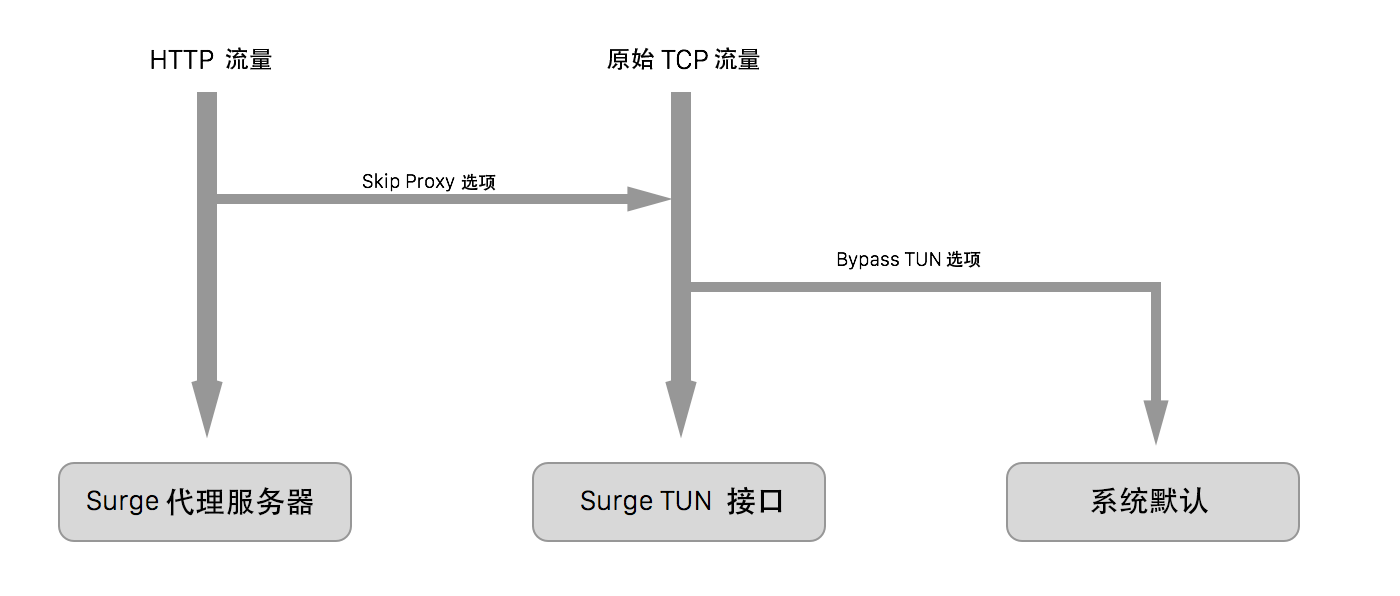 HTTP 流量
原始 TCP 流量
Skip Proxy 选项
Bypass TUN 选项
Surge 代理服务器
Surge TUN 接口
系统默认